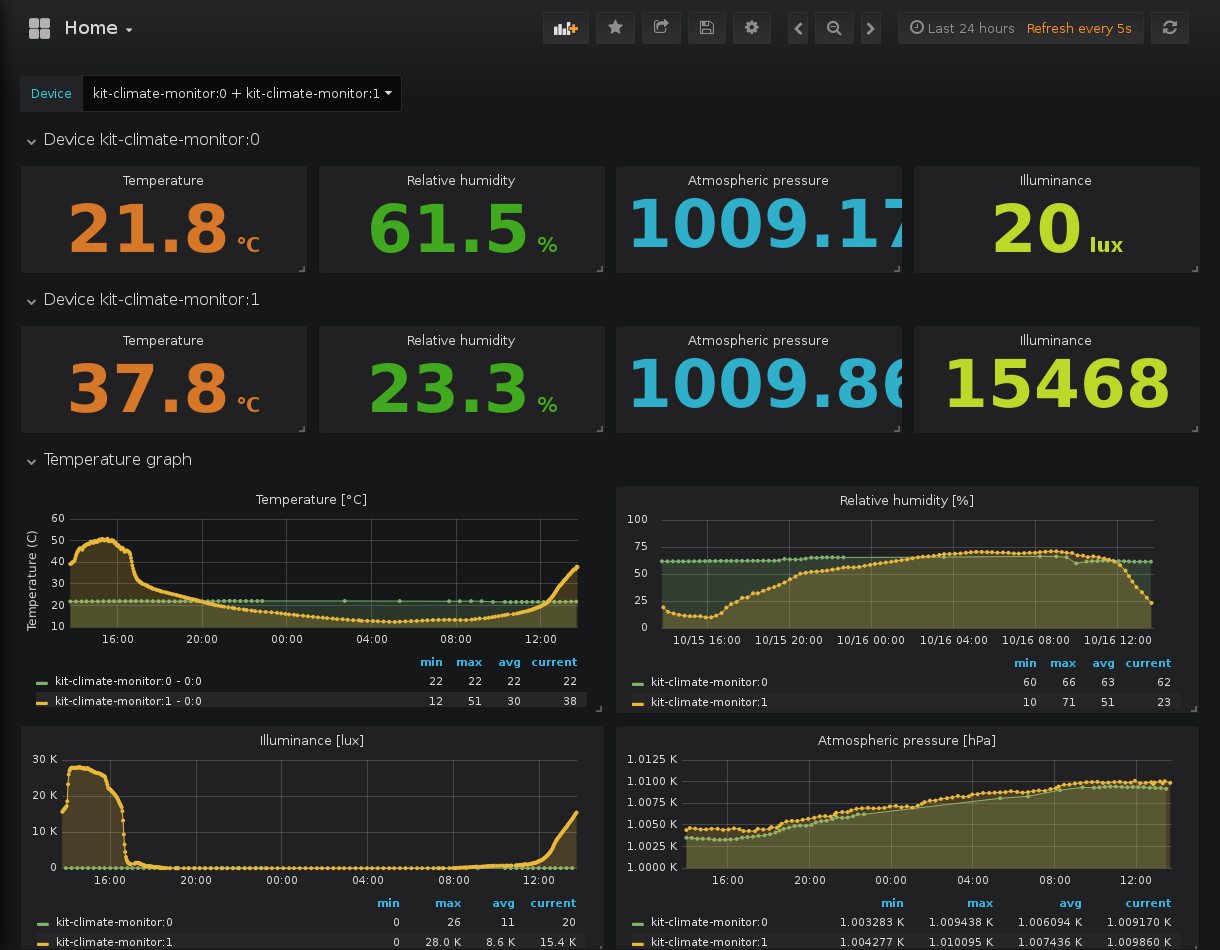 Home
Last 24 hours Refresh every 5s
Device kit-climate-monitor:0 + kit-climate-monitor:1
Device kit-climate-monitor:0
Temperature Relative humidity Atmospheric pressure Illuminance
21.8 °C 61.5 % 1009.17 20 lux
Device kit-climate-monitor:1
Temperature Relative humidity Atmospheric pressure Illuminance
37.8 °C 23.3 % 1009.86 15468
Temperature graph
Temperature [°C]
Temperature (C)
60
50
40
30
20
10
16:00 20:00 00:00 04:00 08:00 12:00
min max avg current
kit-climate-monitor:0 - 0:0 22 22 22 22
kit-climate-monitor:1 - 0:0 12 51 30 38
Relative humidity [%]
100
75
50
25
0
10/15 16:00 10/15 20:00 10/16 00:00 10/16 04:00 10/16 08:00 10/16 12:00
min max avg current
kit-climate-monitor:0 60 66 63 62
kit-climate-monitor:1 10 71 51 23
Illuminance [lux]
30 K
20 K
10 K
0
16:00 20:00 00:00 04:00 08:00 12:00
min max avg current
kit-climate-monitor:0 0 26 11 20
kit-climate-monitor:1 0 28.0 K 8.6 K 15.4 K
Atmospheric pressure [hPa]
1.0125 K
1.0100 K
1.0075 K
1.0050 K
1.0025 K
1.0000 K
16:00 20:00 00:00 04:00 08:00 12:00
min max avg current
kit-climate-monitor:0 1.003283 K 1.009438 K 1.006094 K 1.009170 K
kit-climate-monitor:1 1.004277 K 1.010095 K 1.007436 K 1.009860 K